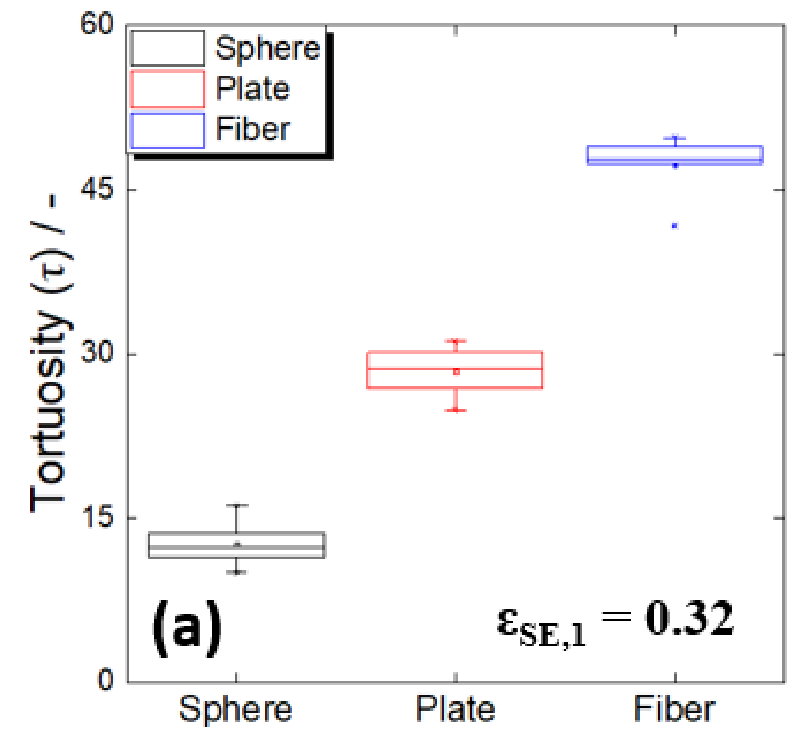 60
45
30
15
0
Tortuosity (τ) / -
Sphere
Plate
Fiber
(a)
εSE,1 = 0.32
Sphere Plate Fiber